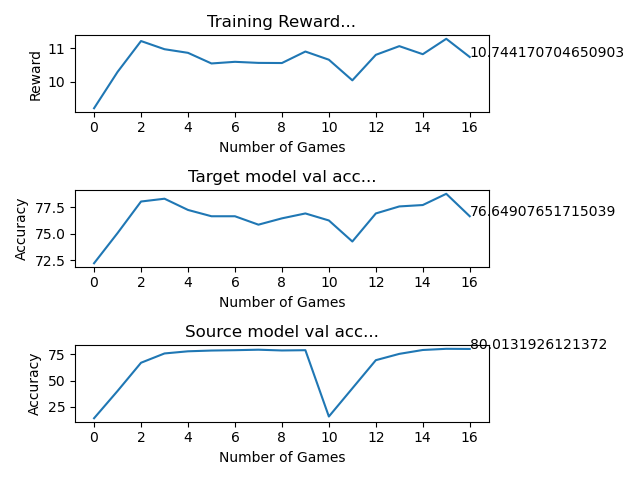 Training Reward...
Reward
11
10
10.744170704650903
0 2 4 6 8 10 12 14 16
Number of Games
Target model val acc...
Accuracy
77.5
75.0
72.5
76.64907651715039
0 2 4 6 8 10 12 14 16
Number of Games
Source model val acc...
Accuracy
75
50
25
80.0131926121372
0 2 4 6 8 10 12 14 16
Number of Games